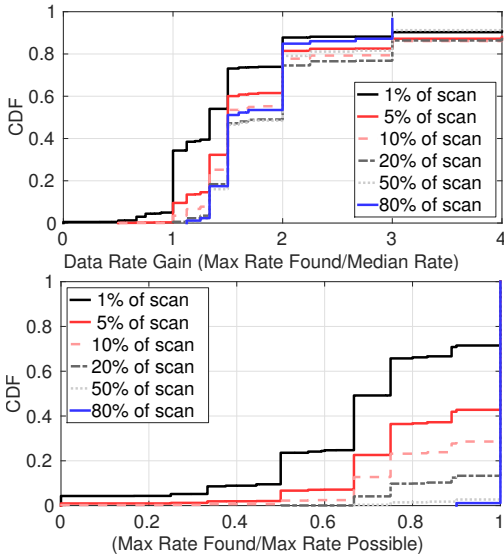 1
0.8
0.6
0.4
0.2
0
CDF
1% of scan
5% of scan
10% of scan
20% of scan
50% of scan
80% of scan
0 1 2 3 4
Data Rate Gain (Max Rate Found/Median Rate)
1
0.8
0.6
0.4
0.2
0
CDF
1% of scan
5% of scan
10% of scan
20% of scan
50% of scan
80% of scan
0 0.2 0.4 0.6 0.8 1
(Max Rate Found/Max Rate Possible)